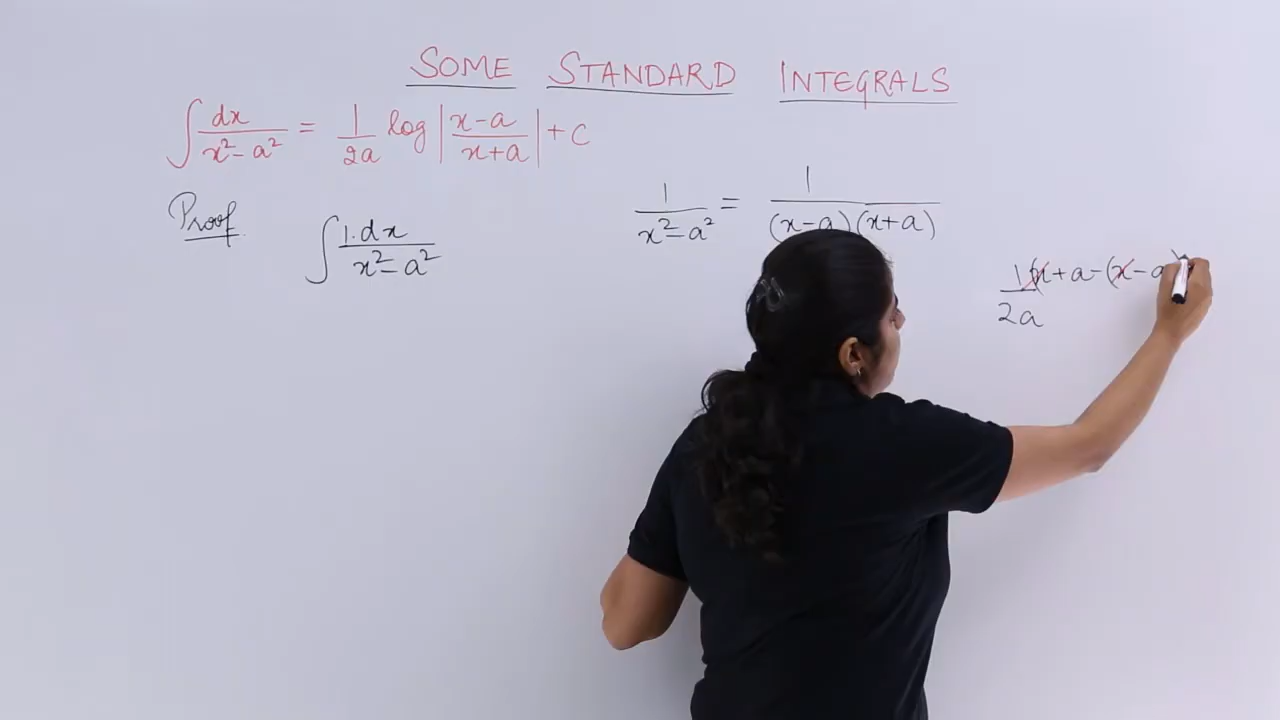 SOME STANDARD INTEGRALS
∫ dx / (x² - a²) = 1/2a log | (x-a) / (x+a) | + C
Proof
∫ 1.dx / (x² - a²)
1 / (x² - a²) = 1 / (x-a)(x+a)
1/2a (x+a-(x-a